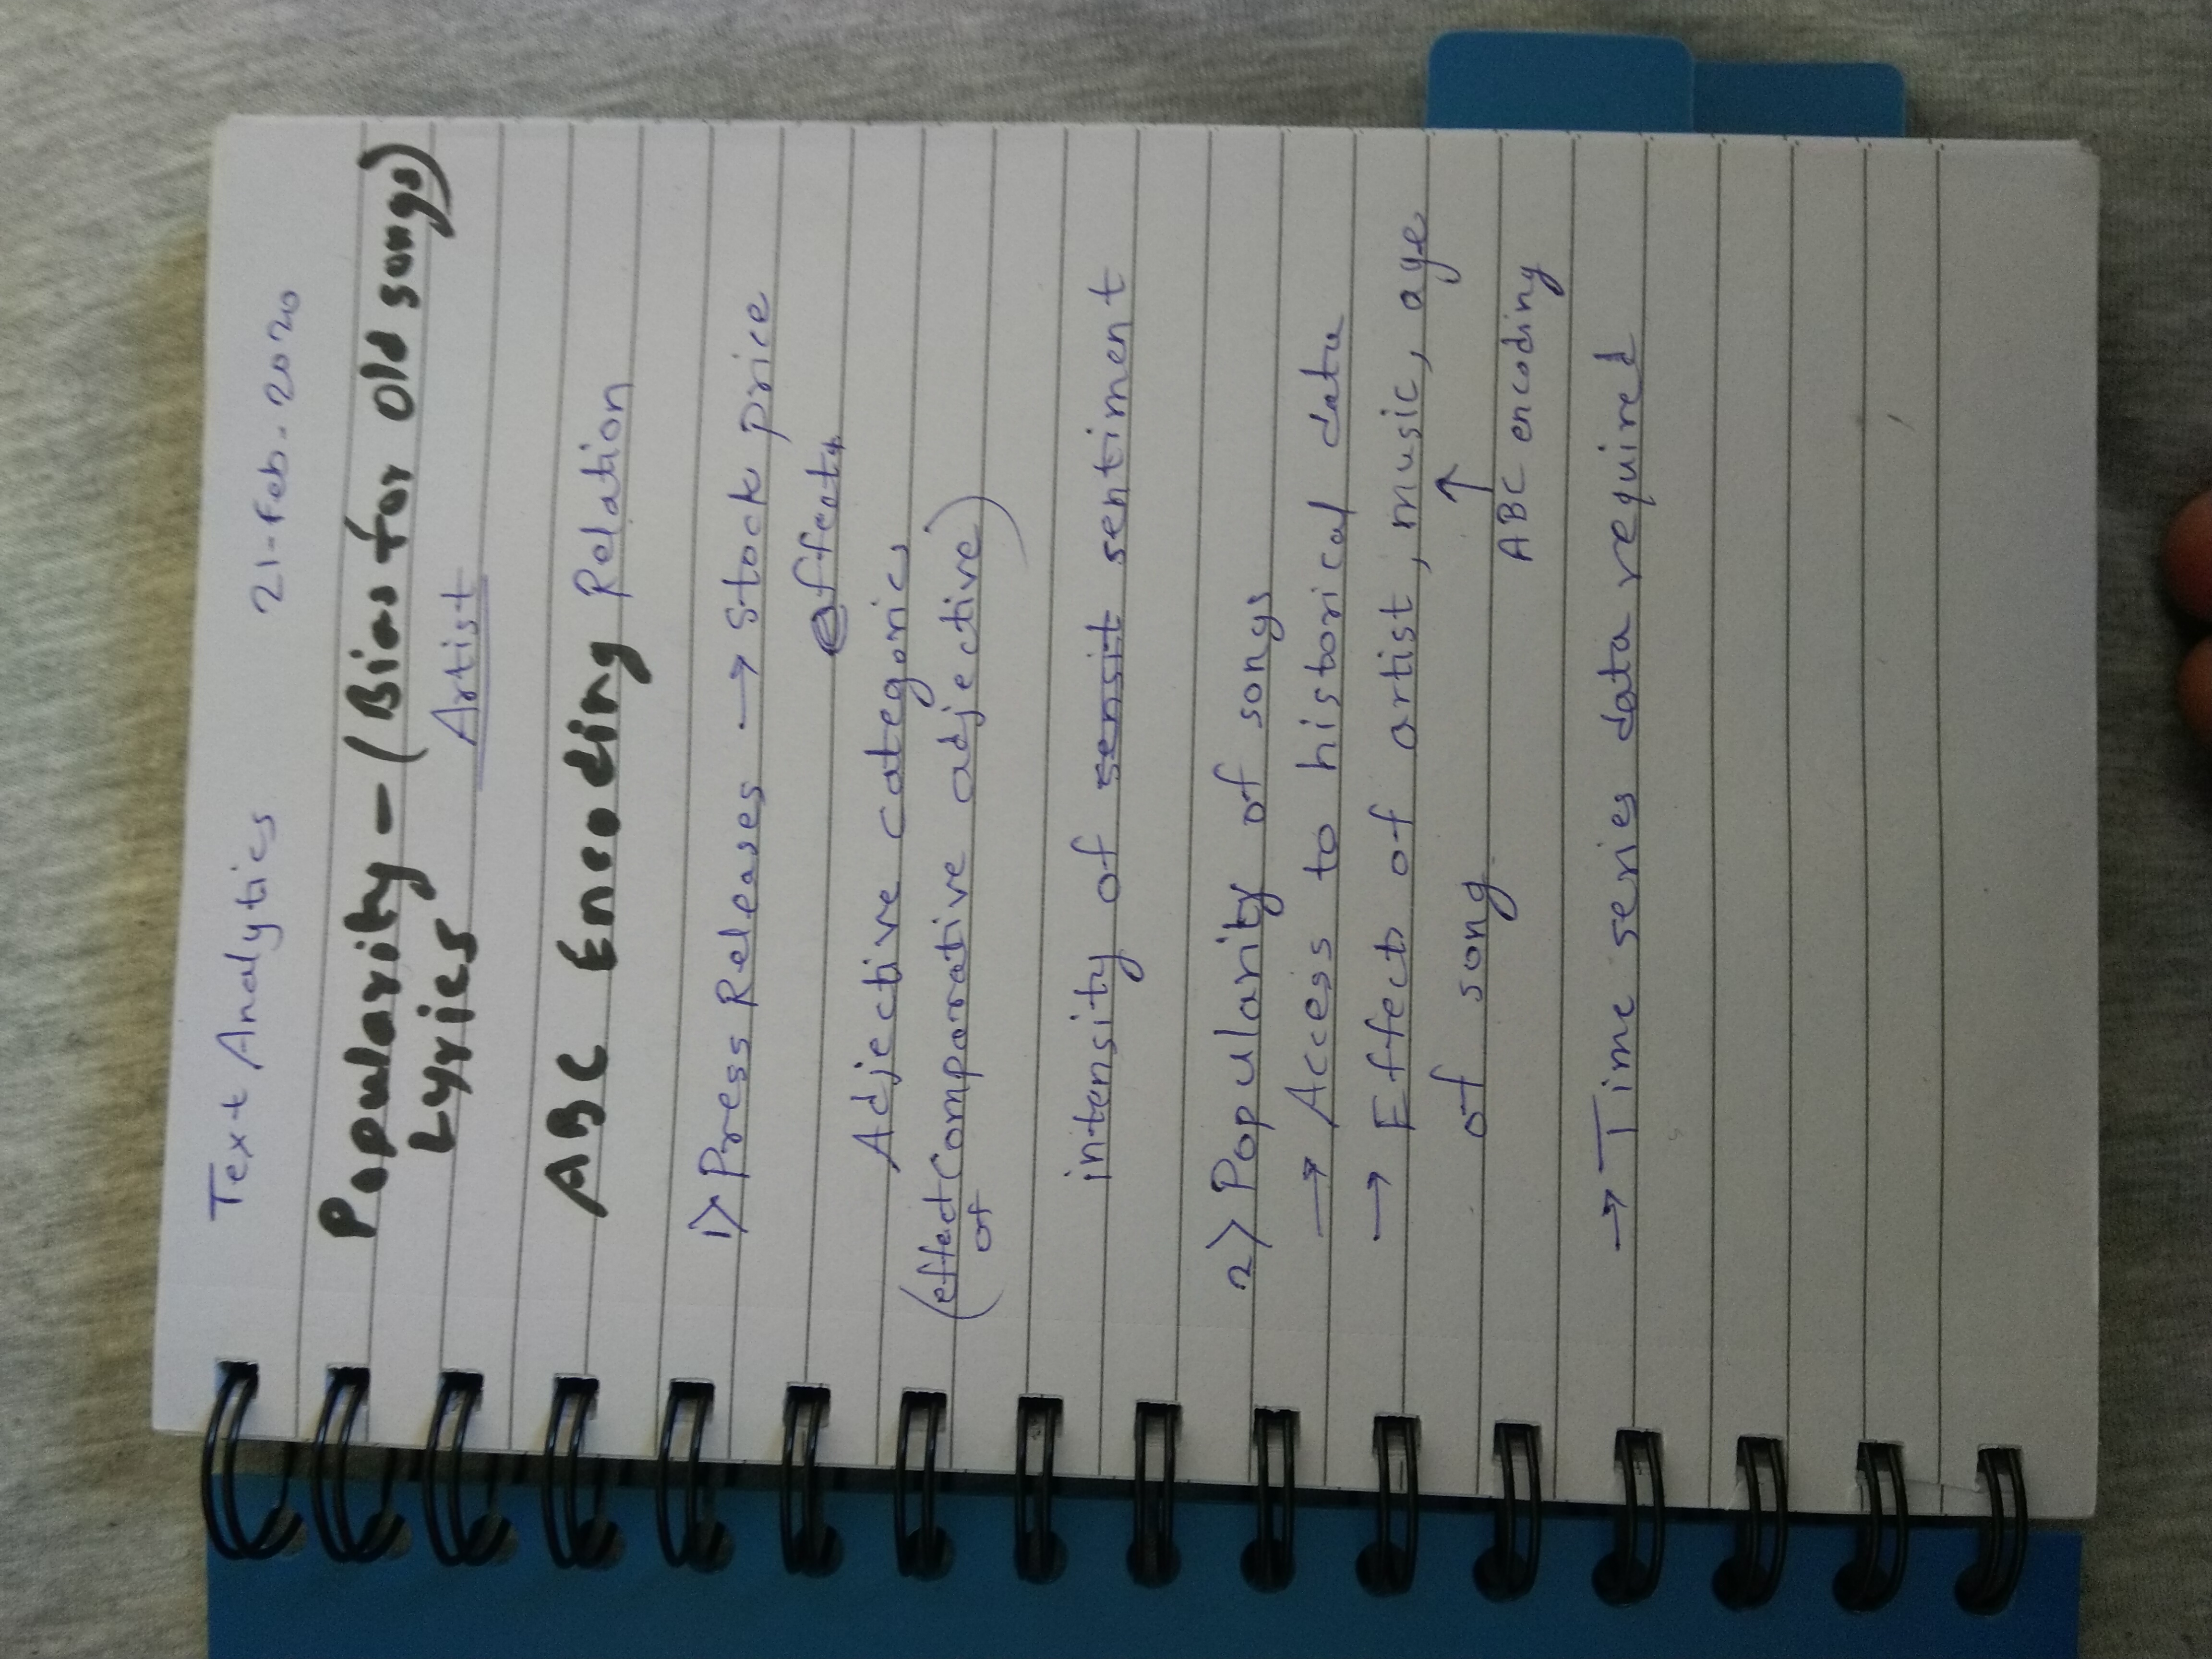 Text Analytics 21-Feb-2020
Popularity - (Bias for Old songs)
Lyrics Artist
ABC Encoding Relation
1) Press Releases → Stock price
effect
Adjective categories
(effect of Comparative adjective)
intensity of sensit sentiment
2) Popularity of songs
→ Access to historical data
→ Effect of artist, music, age
of song ↑
ABC encoding
→ Time series data required